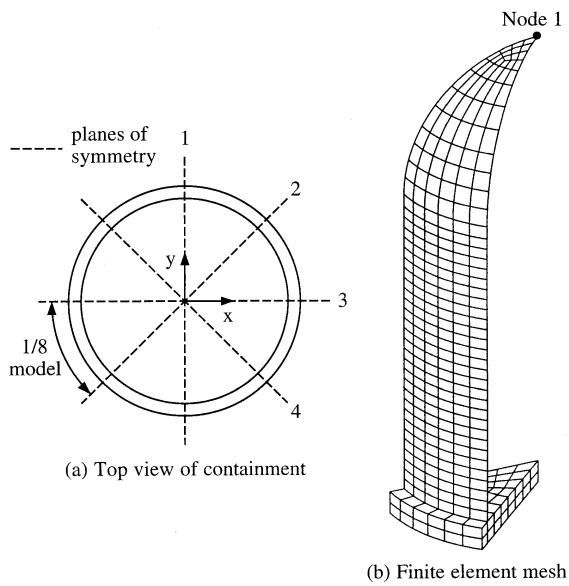 Node 1
planes of
symmetry
1
2
y
x
3
1/8
model
4
(a) Top view of containment
(b) Finite element mesh